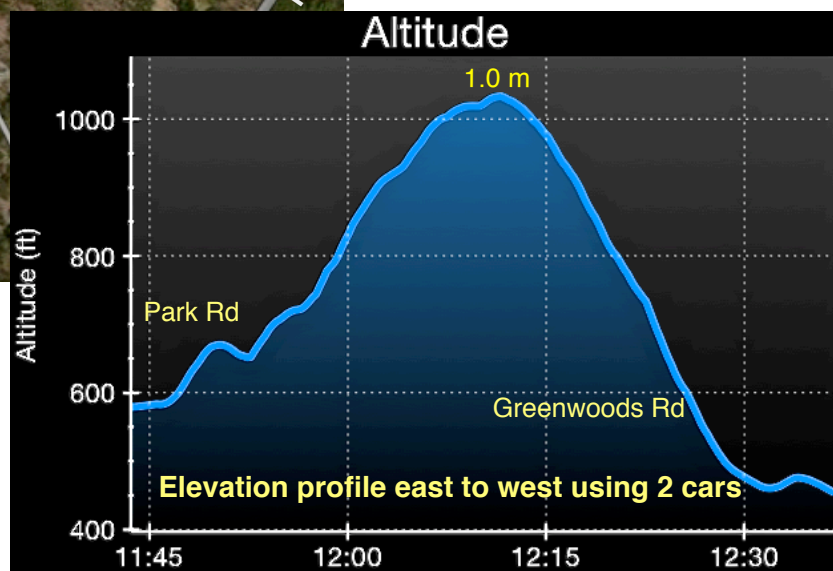 Altitude
1.0 m
1000
800
Altitude (ft)
Park Rd
600
Greenwoods Rd
Elevation profile east to west using 2 cars
400
11:45 12:00 12:15 12:30